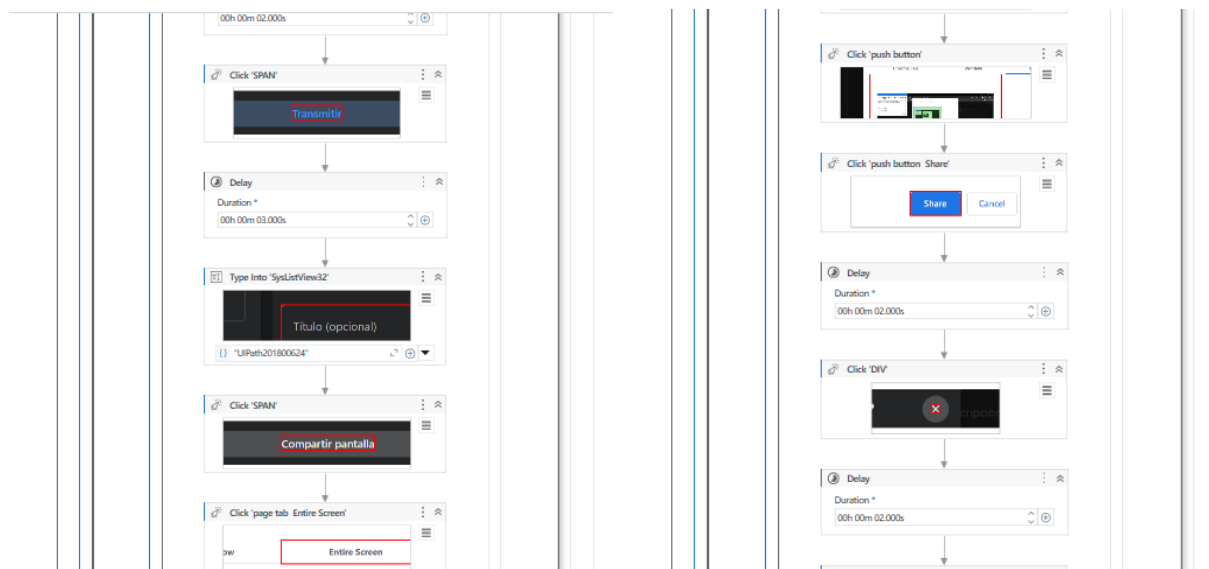 00h 00m 02.000s
Click 'SPAN'
Transmitir
Delay
Duration *
00h 00m 03.000s
Type Into 'SysListView32'
Título (opcional)
"UIPath201800624"
Click 'SPAN'
Compartir pantalla
Click 'page tab Entire Screen'
ow
Entire Screen
Click 'push button'
Click 'push button Share'
Share
Cancel
Delay
Duration *
00h 00m 02.000s
Click 'DIV'
cripcio
Delay
Duration *
00h 00m 02.000s